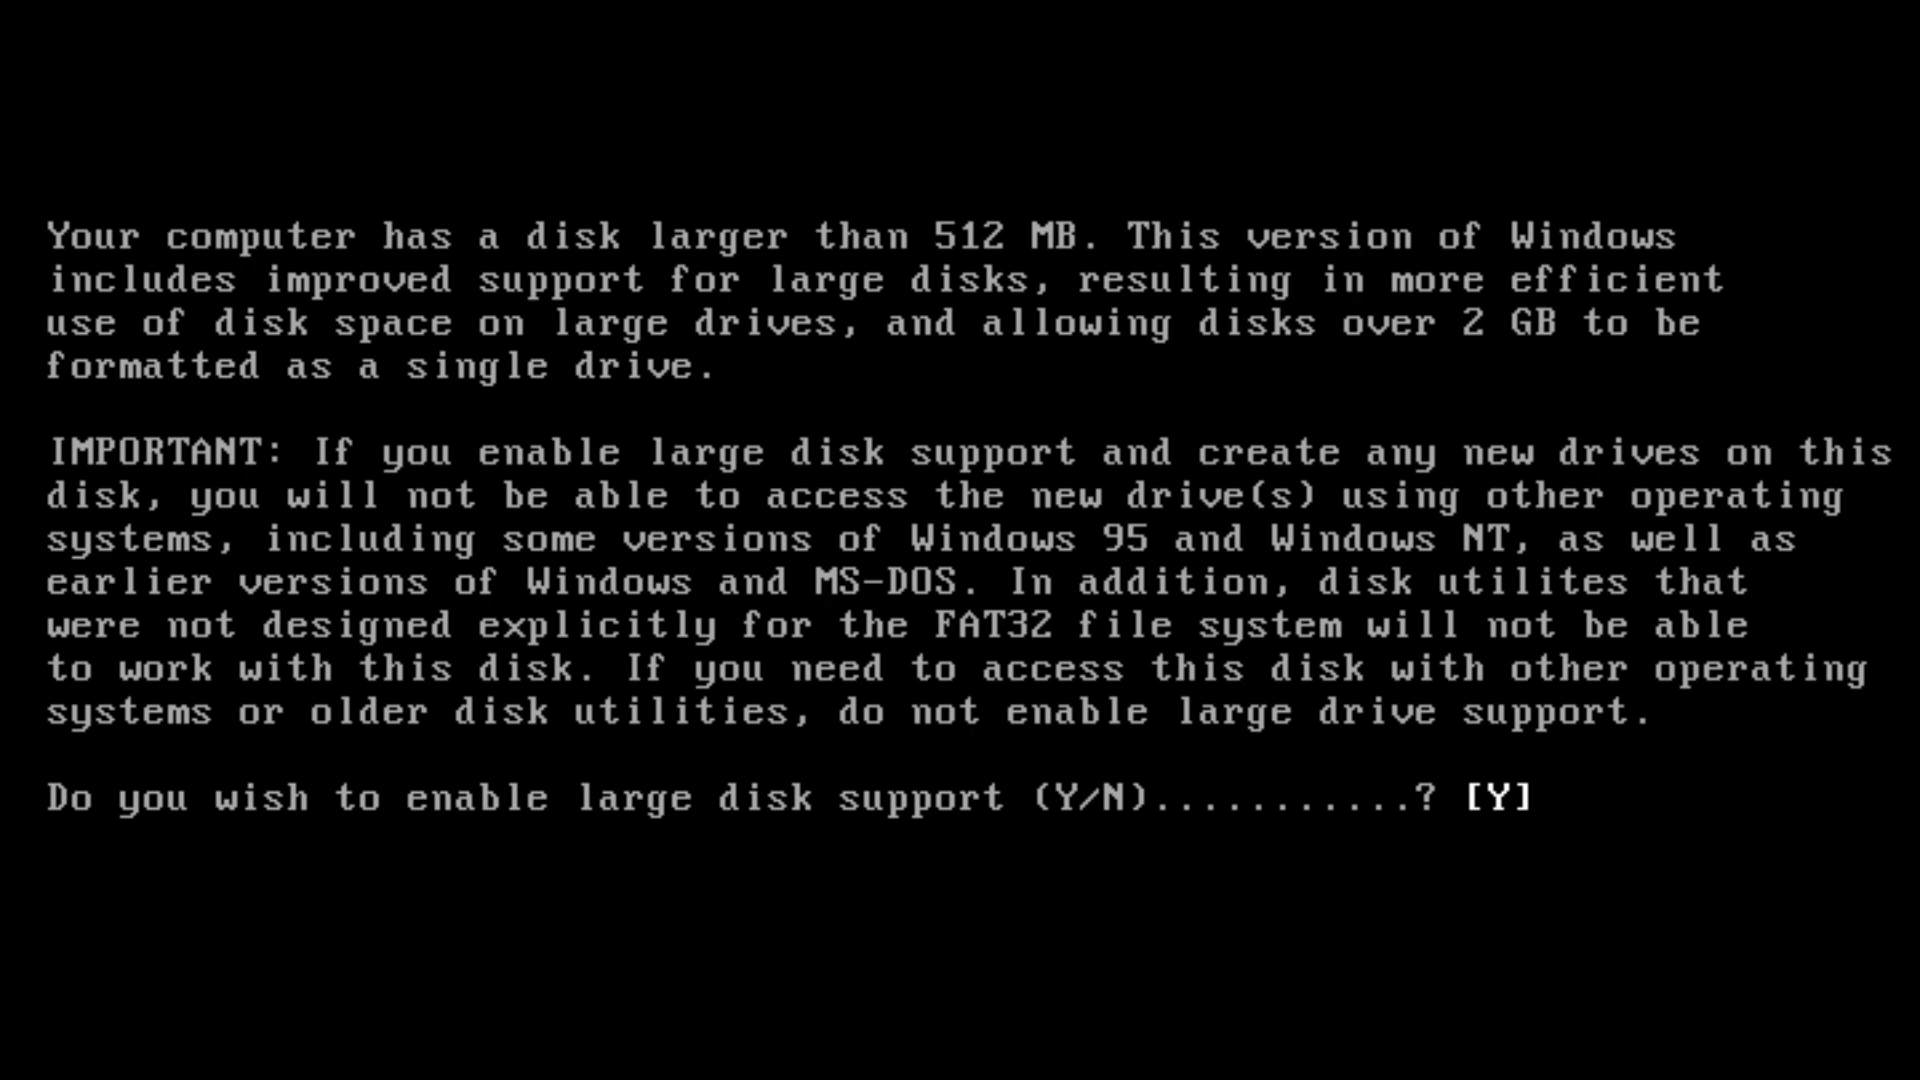 Your computer has a disk larger than 512 MB. This version of Windows
includes improved support for large disks, resulting in more efficient
use of disk space on large drives, and allowing disks over 2 GB to be
formatted as a single drive.
IMPORTANT: If you enable large disk support and create any new drives on this
disk, you will not be able to access the new drive(s) using other operating
systems, including some versions of Windows 95 and Windows NT, as well as
earlier versions of Windows and MS-DOS. In addition, disk utilites that
were not designed explicitly for the FAT32 file system will not be able
to work with this disk. If you need to access this disk with other operating
systems or older disk utilities, do not enable large drive support.
Do you wish to enable large disk support (Y/N)...........? [Y]